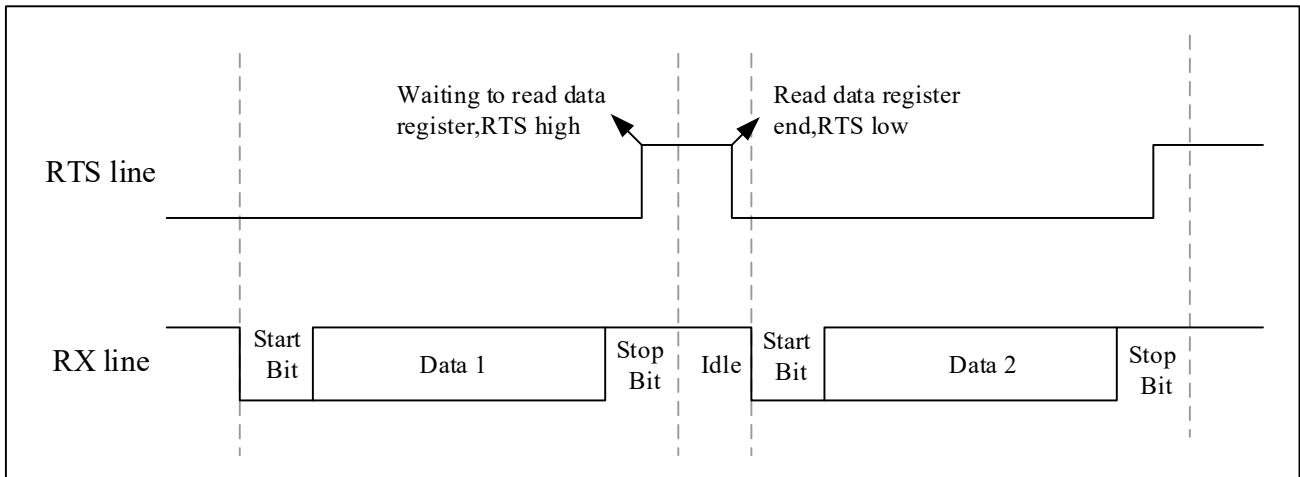 Waiting to read data
register,RTS high
Read data register
end,RTS low
RTS line
RX line
Start
Bit
Data 1
Stop
Bit
Idle
Start
Bit
Data 2
Stop
Bit